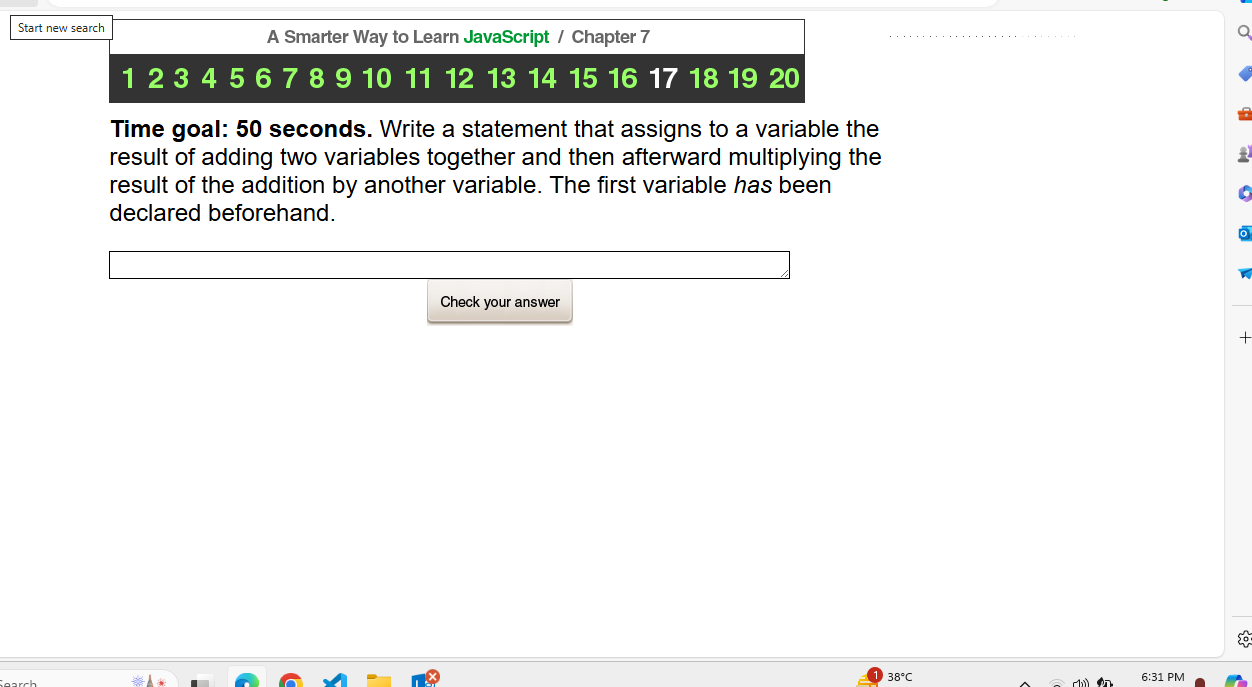 Start new search
A Smarter Way to Learn JavaScript / Chapter 7
1 2 3 4 5 6 7 8 9 10 11 12 13 14 15 16 17 18 19 20
Time goal: 50 seconds. Write a statement that assigns to a variable the
result of adding two variables together and then afterward multiplying the
result of the addition by another variable. The first variable has been
declared beforehand.
Check your answer
Search
1
38°C
6:31 PM